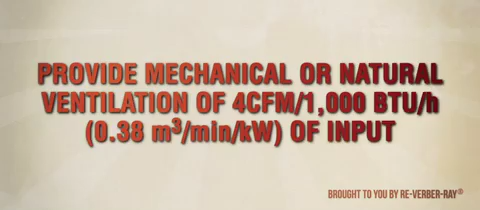 PROVIDE MECHANICAL OR NATURAL
VENTILATION OF 4CFM/1,000 BTU/h
(0.38 m³/min/kW) OF INPUT
BROUGHT TO YOU BY RE-VERBER-RAY®